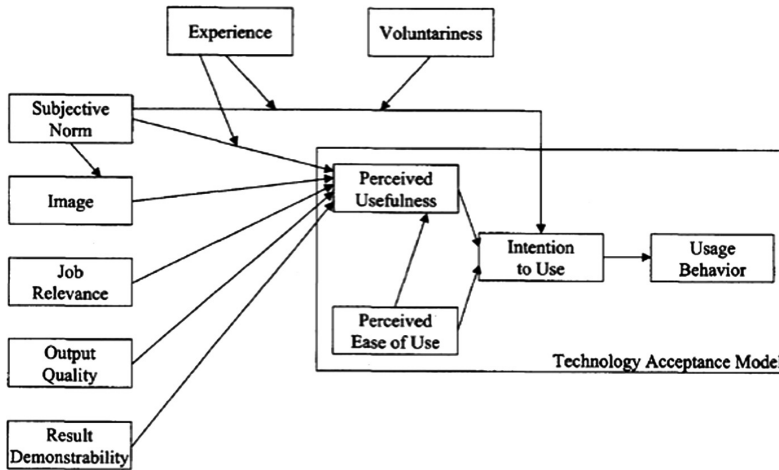 Experience
Voluntariness
Subjective
Norm
Image
Job
Relevance
Output
Quality
Result
Demonstrability
Perceived
Usefulness
Perceived
Ease of Use
Intention
to Use
Usage
Behavior
Technology Acceptance Model